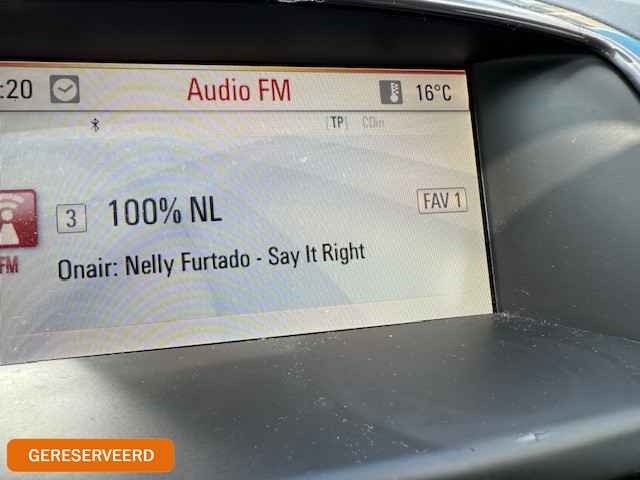 :20 Audio FM 16°C
[TP] CDin
3 100% NL FAV 1
FM
Onair: Nelly Furtado - Say It Right
GERESERVEERD